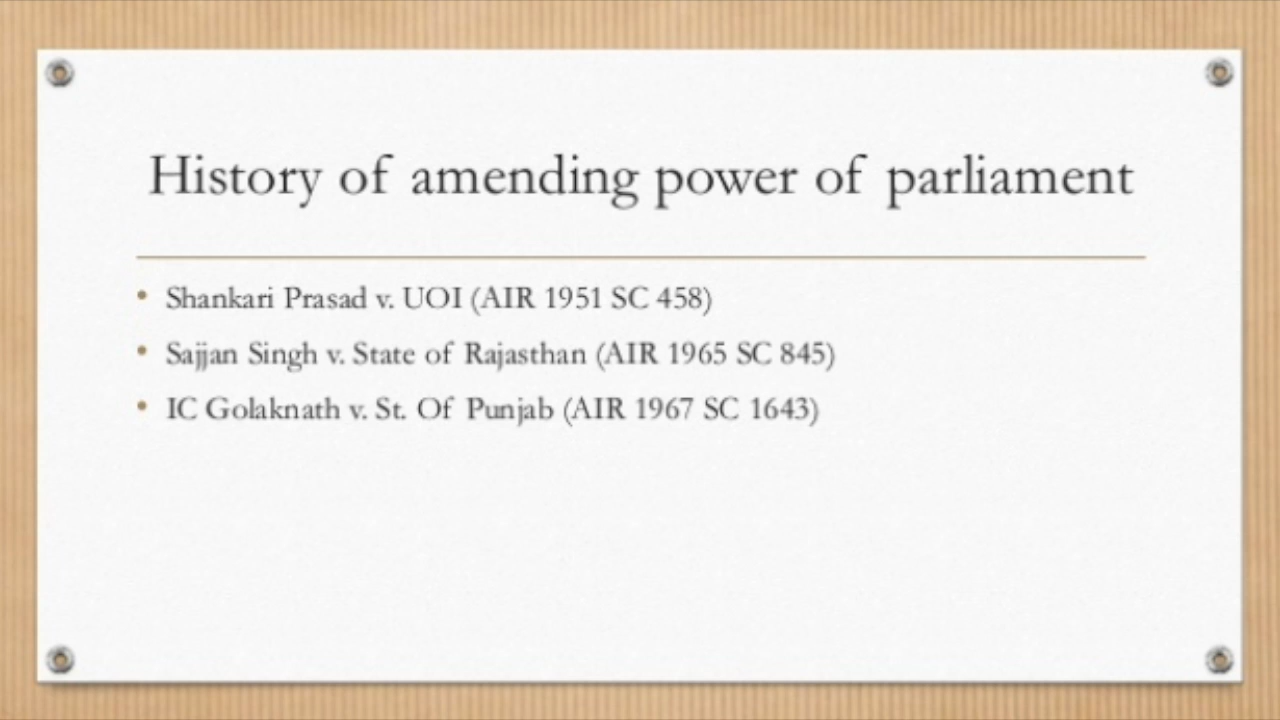 History of amending power of parliament
• Shankari Prasad v. UOI (AIR 1951 SC 458)
• Sajjan Singh v. State of Rajasthan (AIR 1965 SC 845)
• IC Golaknath v. St. Of Punjab (AIR 1967 SC 1643)